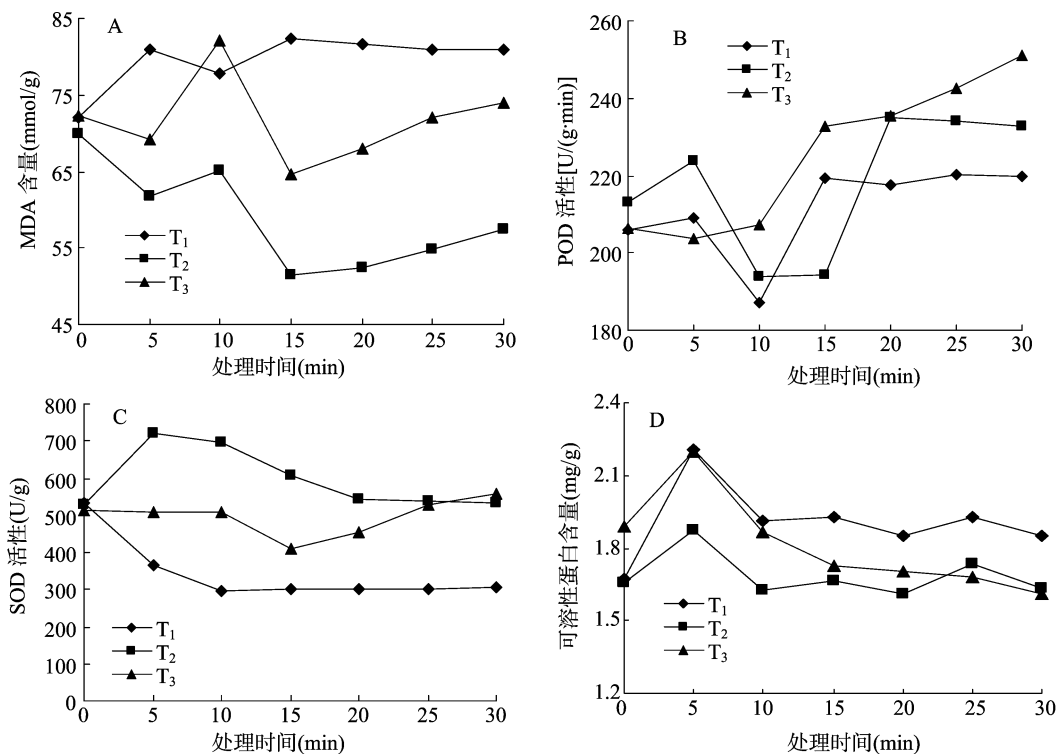 A
85
75
65
55
45
MDA 含量(mmol/g)
T₁
T₂
T₃
0 5 10 15 20 25 30
处理时间(min)
B
260
240
220
200
180
POD 活性[U/(g·min)]
T₁
T₂
T₃
0 5 10 15 20 25 30
处理时间(min)
C
800
700
600
500
400
300
200
100
0
SOD 活性(U/g)
T₁
T₂
T₃
0 5 10 15 20 25 30
处理时间(min)
D
2.4
2.1
1.8
1.5
1.2
可溶性蛋白含量(mg/g)
T₁
T₂
T₃
0 5 10 15 20 25 30
处理时间(min)